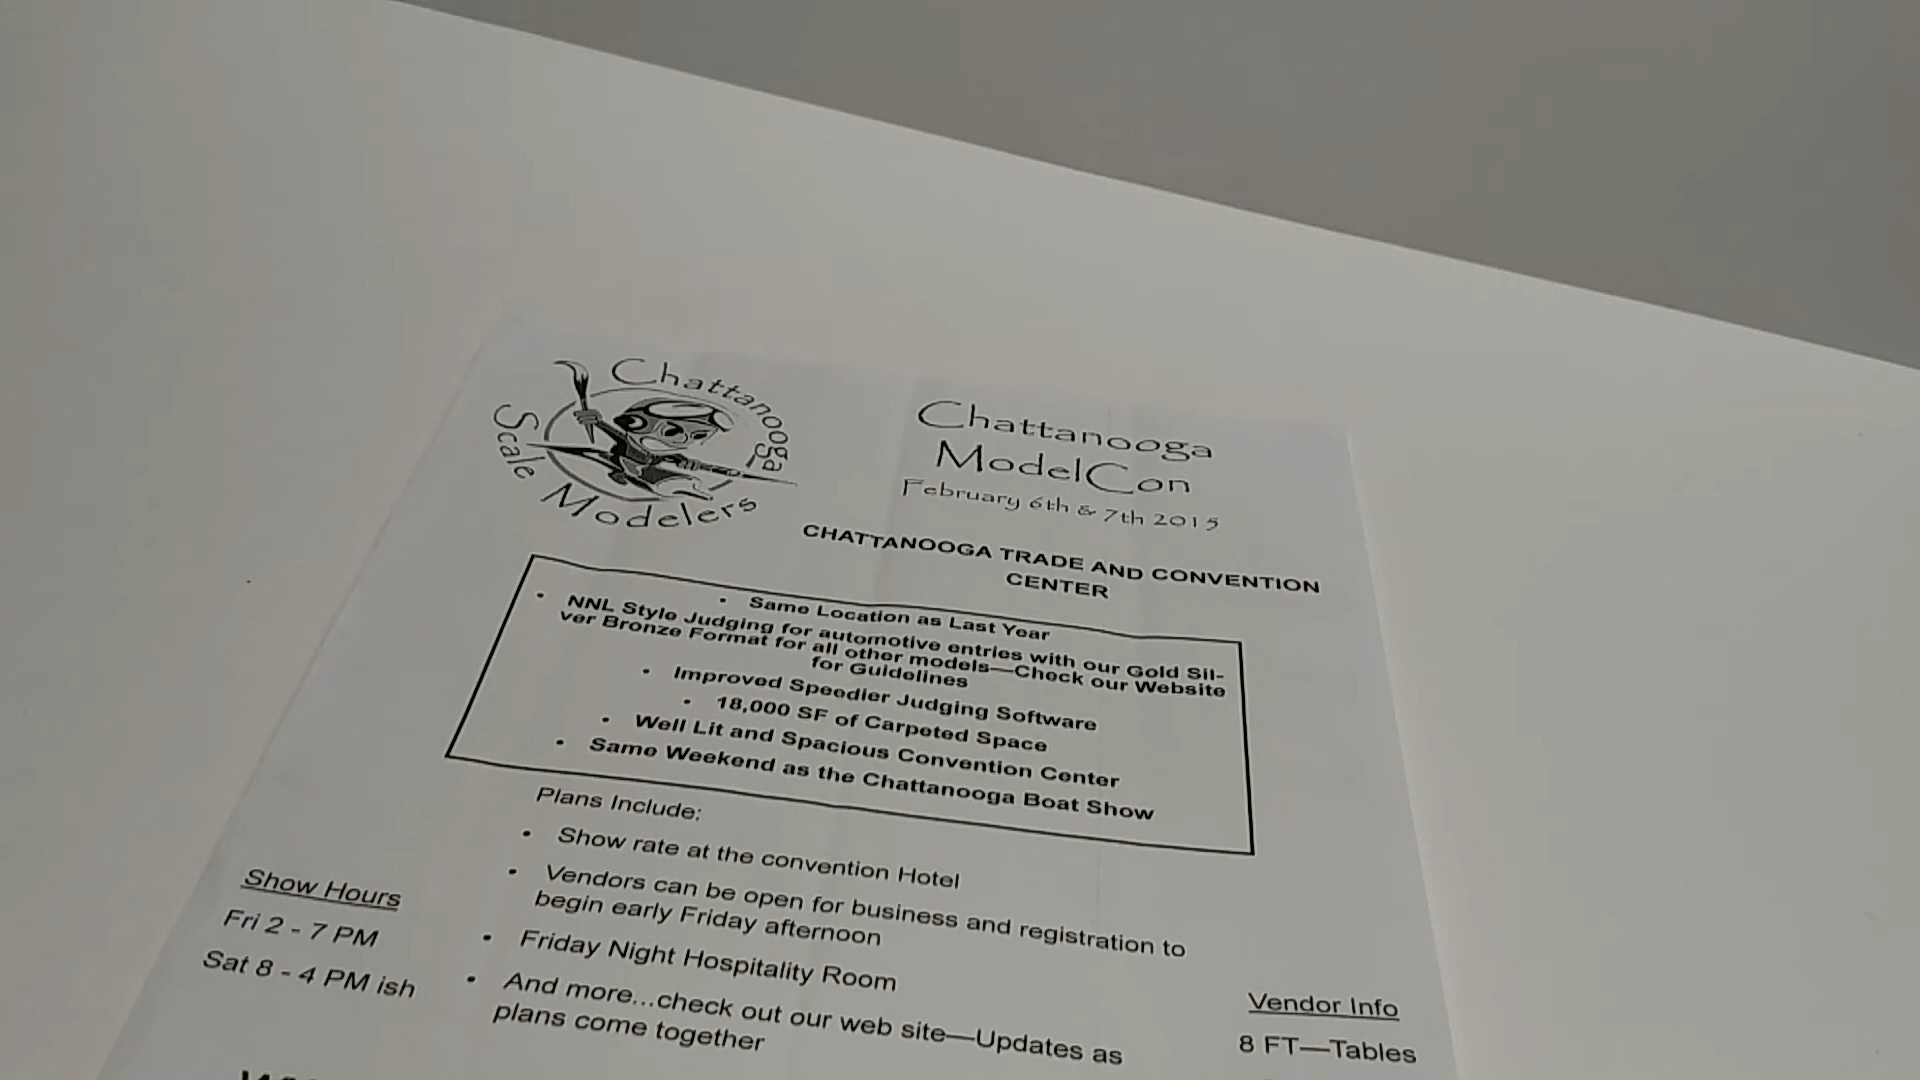 Chattanooga
Scale Modelers
Chattanooga
ModelCon
February 6th & 7th 2015
CHATTANOOGA TRADE AND CONVENTION
CENTER
• Same Location as Last Year
• NNL Style Judging for automotive entries with our Gold Sil-
ver Bronze Format for all other models—Check our Website
for Guidelines
• Improved Speedier Judging Software
• 18,000 SF of Carpeted Space
• Well Lit and Spacious Convention Center
• Same Weekend as the Chattanooga Boat Show
Plans Include:
• Show rate at the convention Hotel
• Vendors can be open for business and registration to
begin early Friday afternoon
• Friday Night Hospitality Room
• And more...check out our web site—Updates as
plans come together
Show Hours
Fri 2 - 7 PM
Sat 8 - 4 PM ish
Vendor Info
8 FT—Tables